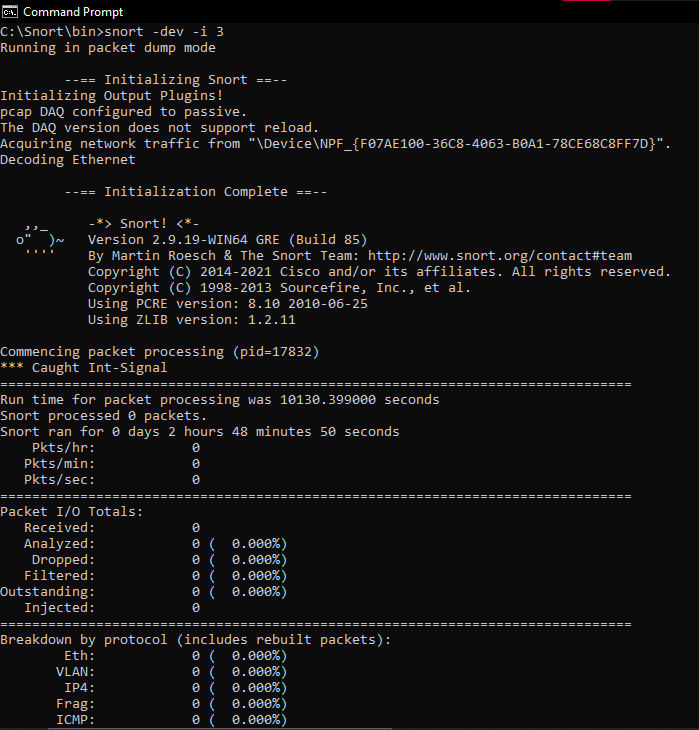 Command Prompt
C:\Snort\bin>snort -dev -i 3
Running in packet dump mode
--== Initializing Snort ==--
Initializing Output Plugins!
pcap DAQ configured to passive.
The DAQ version does not support reload.
Acquiring network traffic from "\Device\NPF_{F07AE100-36C8-4063-B0A1-78CE68C8FF7D}".
Decoding Ethernet
--== Initialization Complete ==--
,,_     -*> Snort! <*-
o"  )~   Version 2.9.19-WIN64 GRE (Build 85)
''''    By Martin Roesch & The Snort Team: http://www.snort.org/contact#team
Copyright (C) 2014-2021 Cisco and/or its affiliates. All rights reserved.
Copyright (C) 1998-2013 Sourcefire, Inc., et al.
Using PCRE version: 8.10 2010-06-25
Using ZLIB version: 1.2.11
Commencing packet processing (pid=17832)
*** Caught Int-Signal
===============================================================================
Run time for packet processing was 10130.399000 seconds
Snort processed 0 packets.
Snort ran for 0 days 2 hours 48 minutes 50 seconds
Pkts/hr:            0
Pkts/min:            0
Pkts/sec:            0
===============================================================================
Packet I/O Totals:
Received:            0
Analyzed:            0 (  0.000%)
Dropped:            0 (  0.000%)
Filtered:            0 (  0.000%)
Outstanding:            0 (  0.000%)
Injected:            0
===============================================================================
Breakdown by protocol (includes rebuilt packets):
Eth:            0 (  0.000%)
VLAN:            0 (  0.000%)
IP4:            0 (  0.000%)
Frag:            0 (  0.000%)
ICMP:            0 (  0.000%)